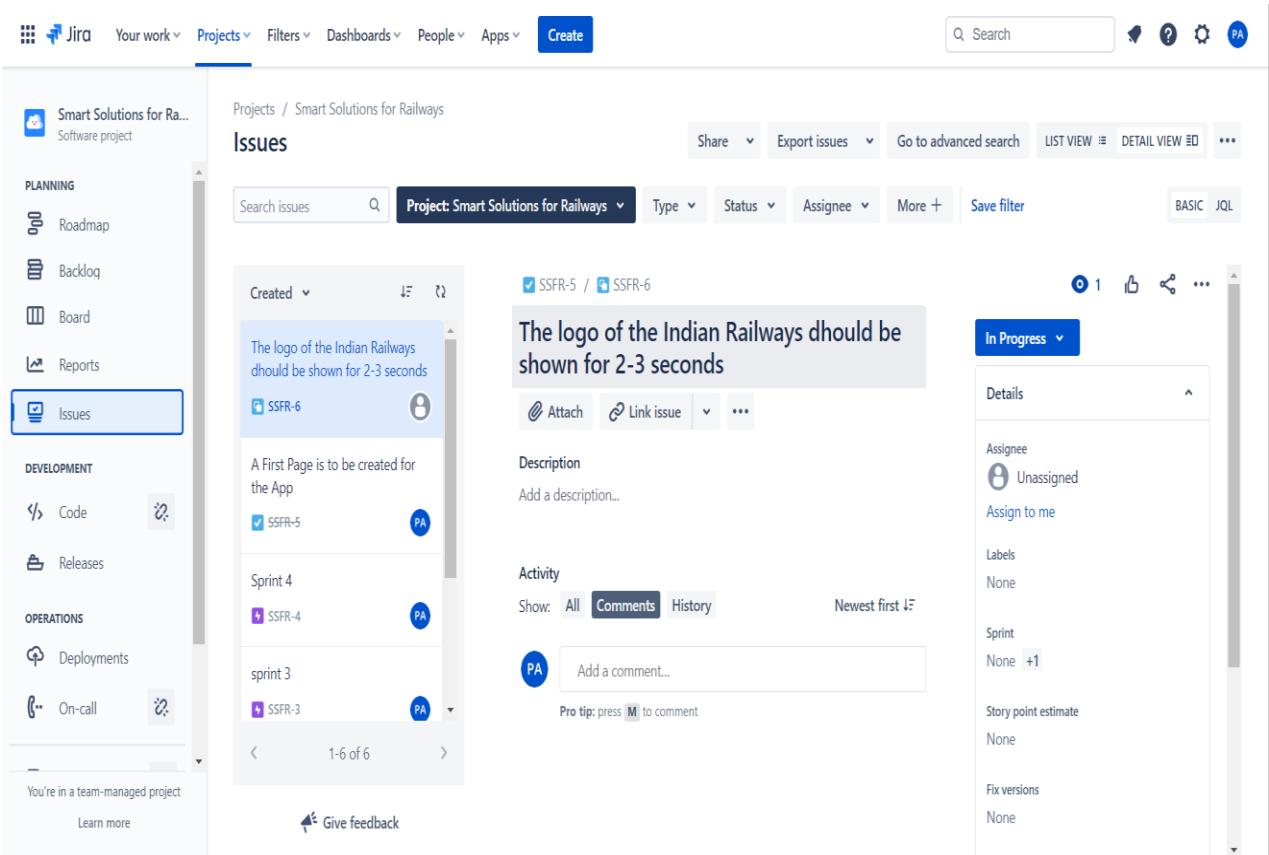 Jira Your work Projects Filters Dashboards People Apps Create Search PA
Smart Solutions for Ra...
Software project
PLANNING
Roadmap
Backlog
Board
Reports
Issues
DEVELOPMENT
Code
Releases
OPERATIONS
Deployments
On-call
You're in a team-managed project
Learn more
Projects / Smart Solutions for Railways
Issues
Share Export issues Go to advanced search LIST VIEW DETAIL VIEW
Search issues Project: Smart Solutions for Railways Type Status Assignee More + Save filter BASIC JQL
Created
The logo of the Indian Railways
dhould be shown for 2-3 seconds
SSFR-6
A First Page is to be created for
the App
SSFR-5 PA
Sprint 4
SSFR-4 PA
sprint 3
SSFR-3 PA
1-6 of 6
Give feedback
SSFR-5 / SSFR-6
The logo of the Indian Railways dhould be
shown for 2-3 seconds
Attach Link issue
Description
Add a description...
Activity
Show: All Comments History Newest first
PA Add a comment...
Pro tip: press M to comment
1
In Progress
Details
Assignee
Unassigned
Assign to me
Labels
None
Sprint
None +1
Story point estimate
None
Fix versions
None